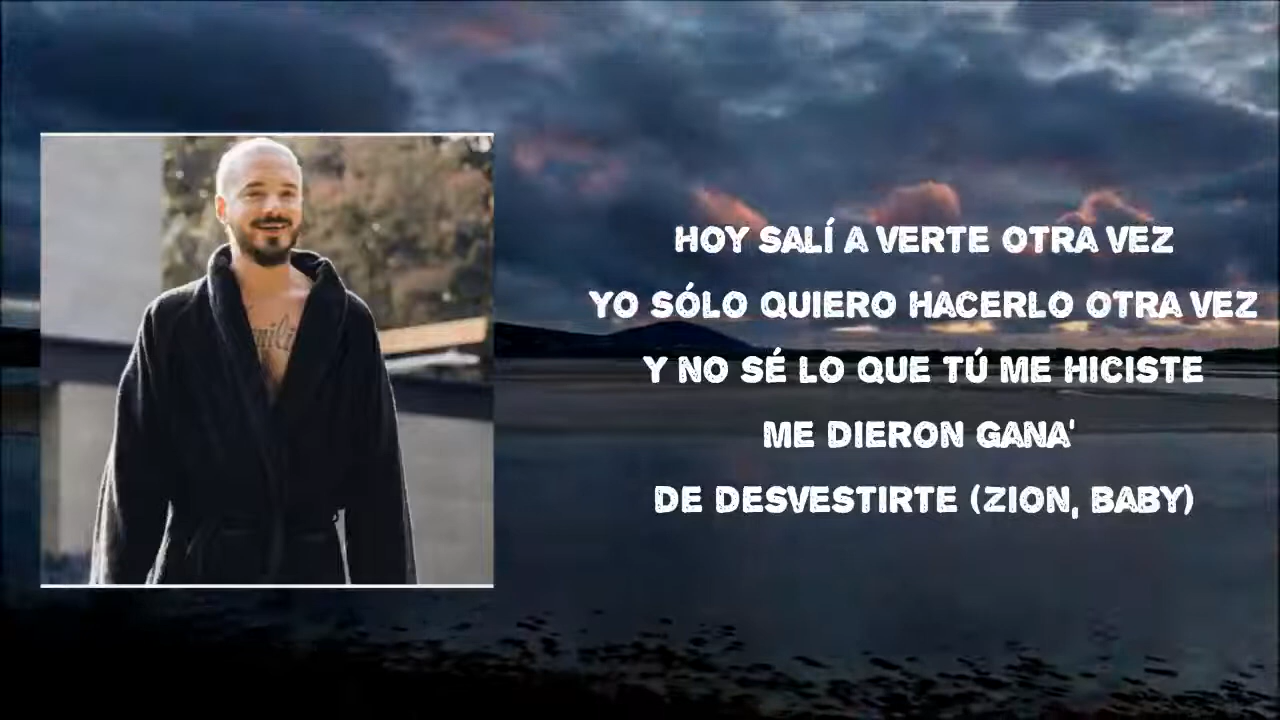 HOY SALÍ A VERTE OTRA VEZ
YO SÓLO QUIERO HACERLO OTRA VEZ
Y NO SÉ LO QUE TÚ ME HICISTE
ME DIERON GANA'
DE DESVESTIRTE (ZION, BABY)